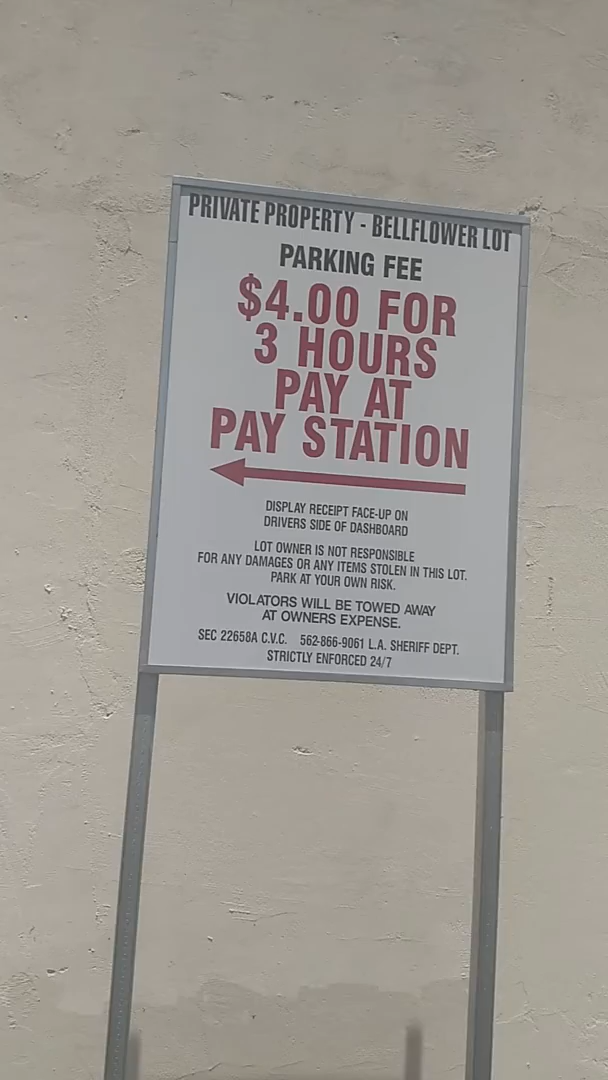 PRIVATE PROPERTY - BELLFLOWER LOT
PARKING FEE
$4.00 FOR
3 HOURS
PAY AT
PAY STATION
DISPLAY RECEIPT FACE-UP ON
DRIVERS SIDE OF DASHBOARD
LOT OWNER IS NOT RESPONSIBLE
FOR ANY DAMAGES OR ANY ITEMS STOLEN IN THIS LOT.
PARK AT YOUR OWN RISK.
VIOLATORS WILL BE TOWED AWAY
AT OWNERS EXPENSE.
SEC 22658A C.V.C. 562-866-9061 L.A. SHERIFF DEPT.
STRICTLY ENFORCED 24/7